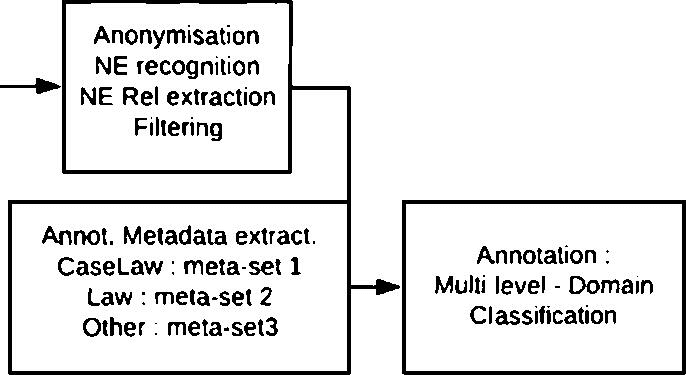 Anonymisation
NE recognition
NE Rel extraction
Filtering
Annot. Metadata extract.
CaseLaw : meta-set 1
Law : meta-set 2
Other : meta-set3
Annotation :
Multi level - Domain
Classification